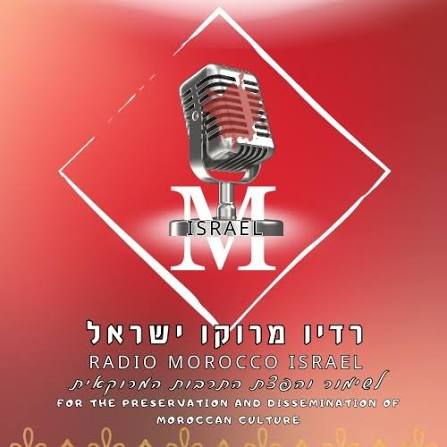 M
ISRAEL
רדיו מרוקו ישראל
RADIO MOROCCO ISRAEL
לשימור והפצת התרבות המרוקאית
FOR THE PRESERVATION AND DISSEMINATION OF
MOROCCAN CULTURE